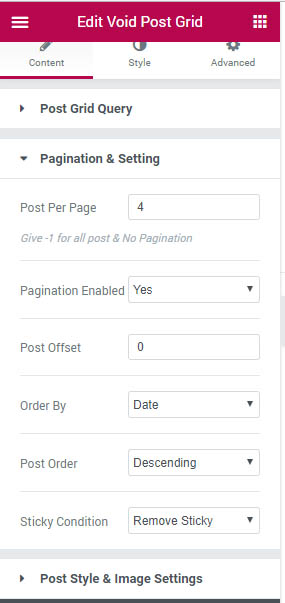 Edit Void Post Grid
Content Style Advanced
Post Grid Query
Pagination & Setting
Post Per Page 4
Give -1 for all post & No Pagination
Pagination Enabled Yes
Post Offset 0
Order By Date
Post Order Descending
Sticky Condition Remove Sticky
Post Style & Image Settings